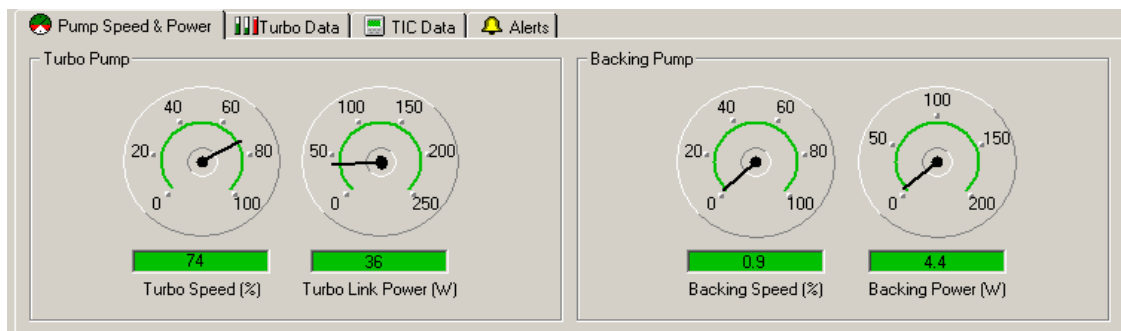 Pump Speed & Power Turbo Data TIC Data Alerts
Turbo Pump
0 20 40 60 80 100
74
Turbo Speed (%)
0 50 100 150 200 250
36
Turbo Link Power (W)
Backing Pump
0 20 40 60 80 100
0.9
Backing Speed (%)
0 50 100 150 200
4.4
Backing Power (W)